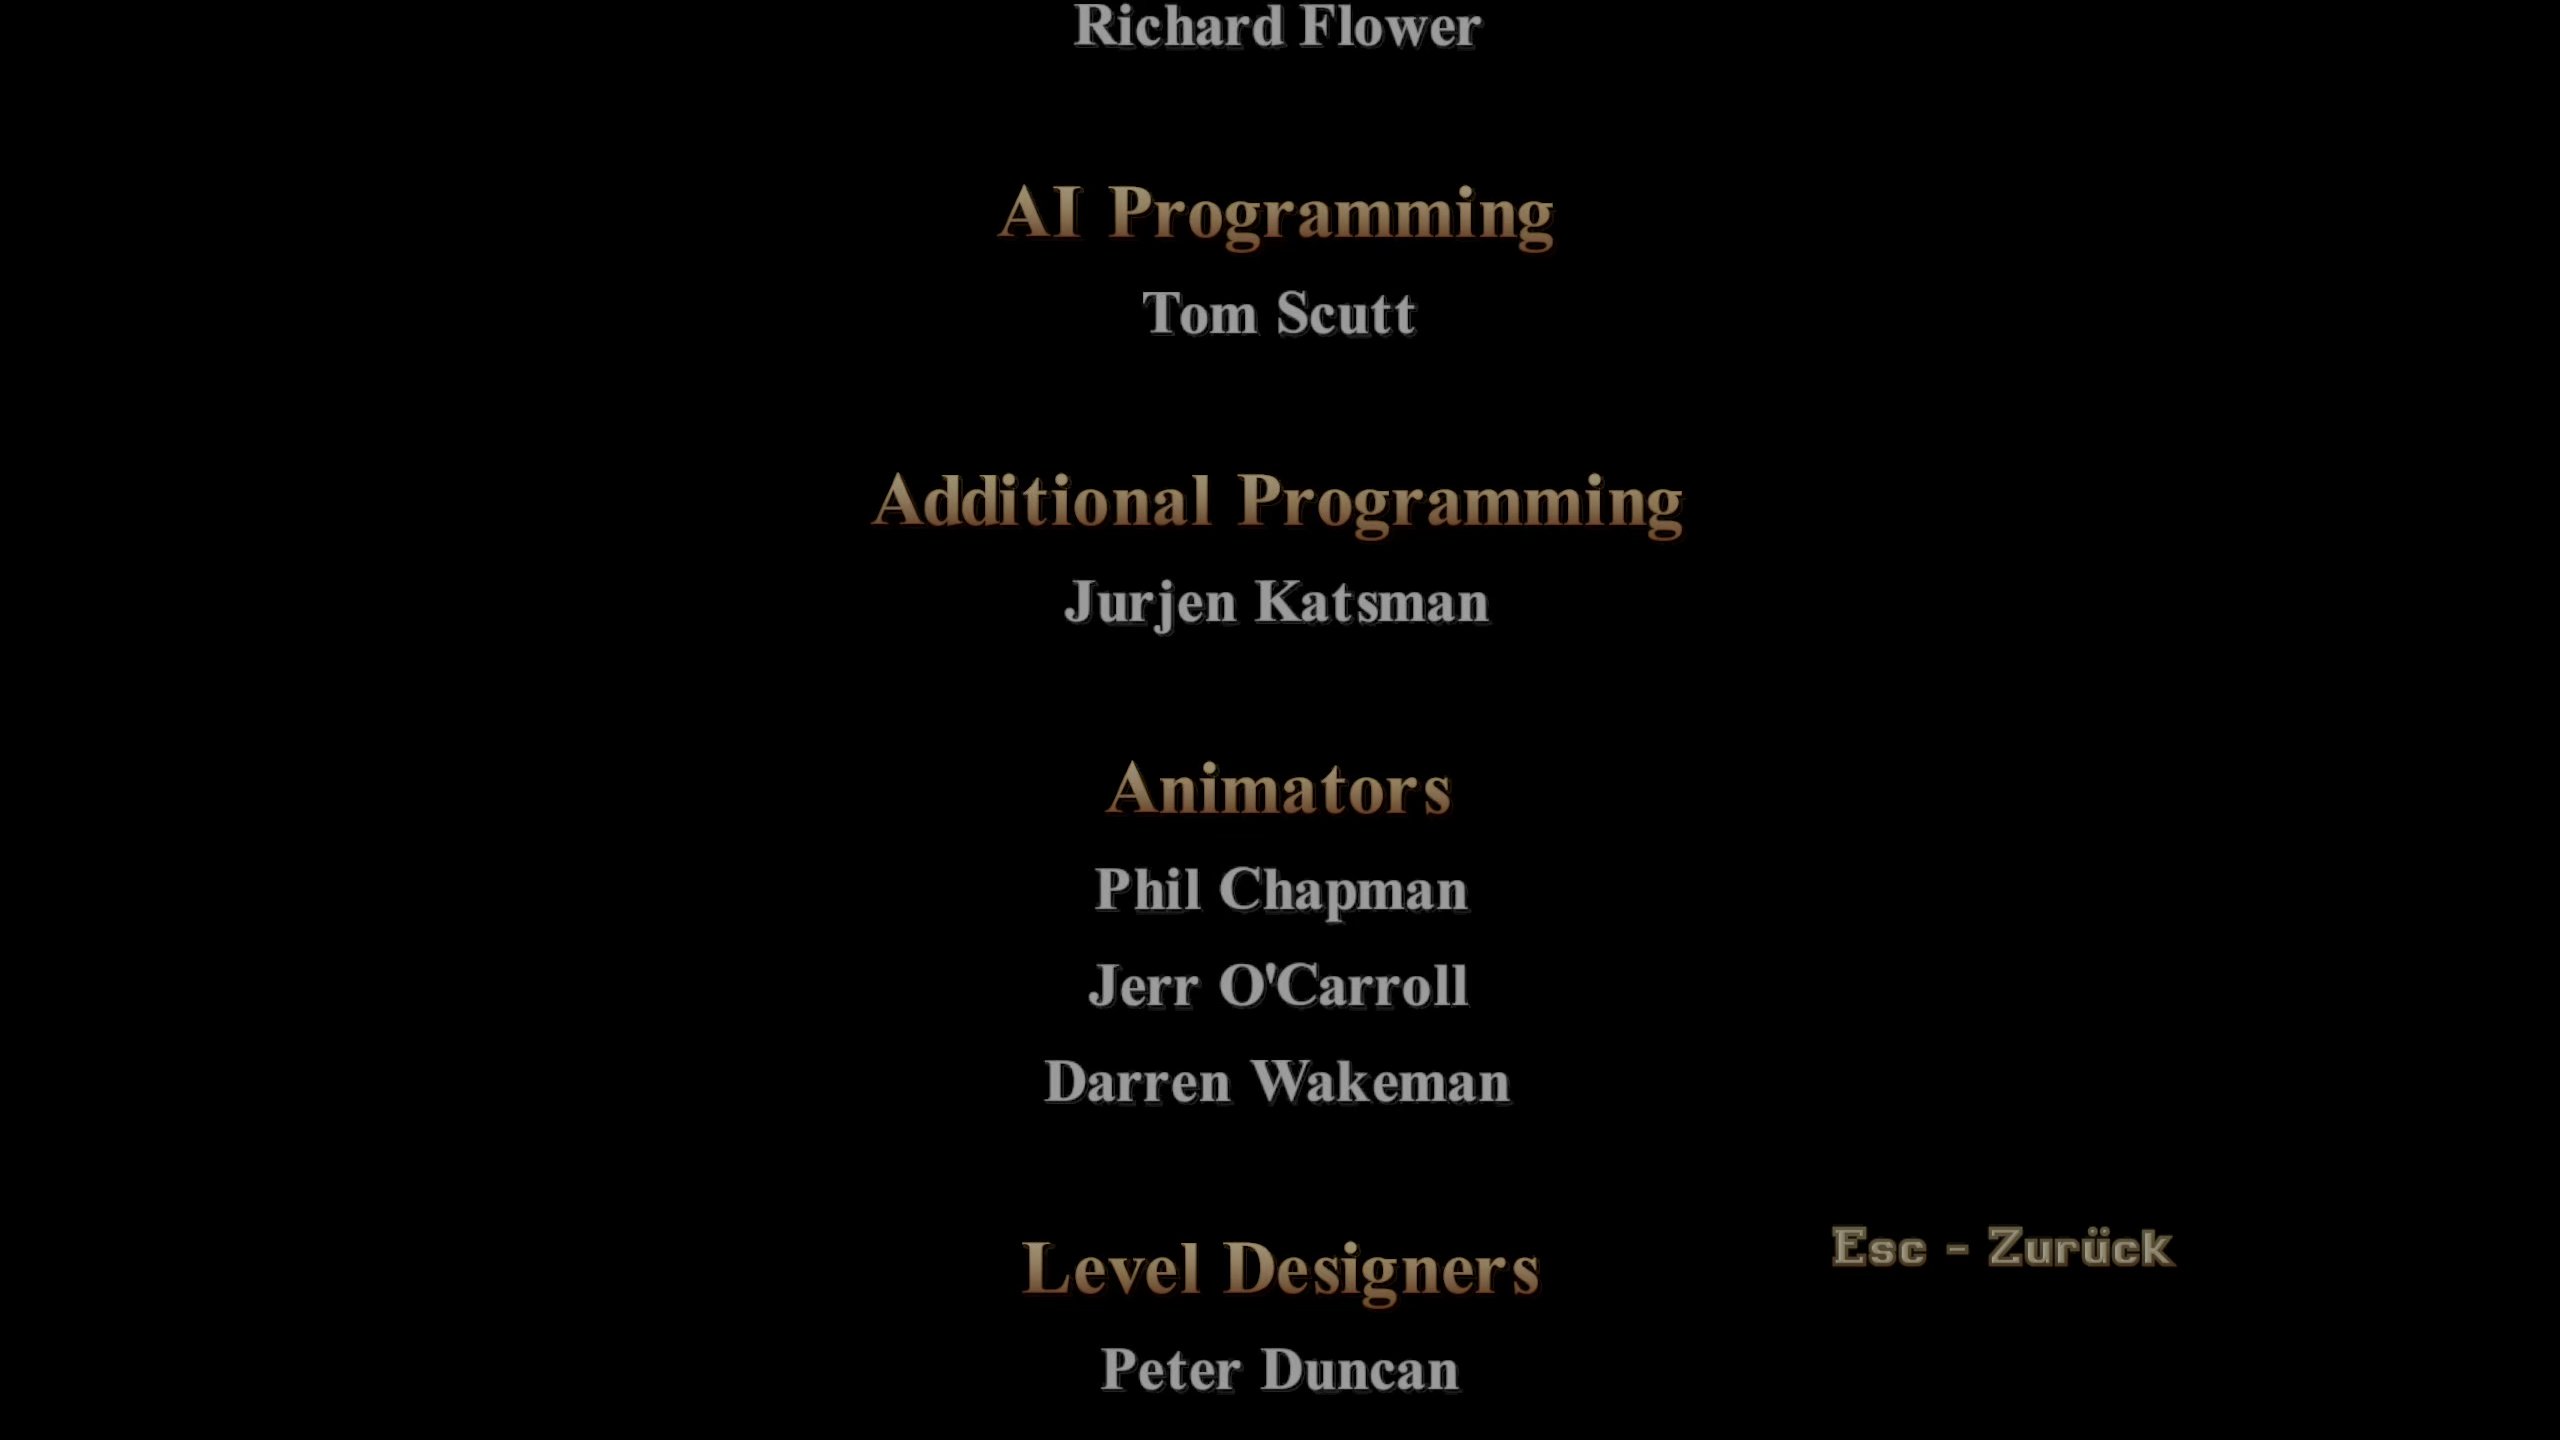 Richard Flower
AI Programming
Tom Scutt
Additional Programming
Jurjen Katsman
Animators
Phil Chapman
Jerr O'Carroll
Darren Wakeman
Level Designers
Esc - Zurück
Peter Duncan